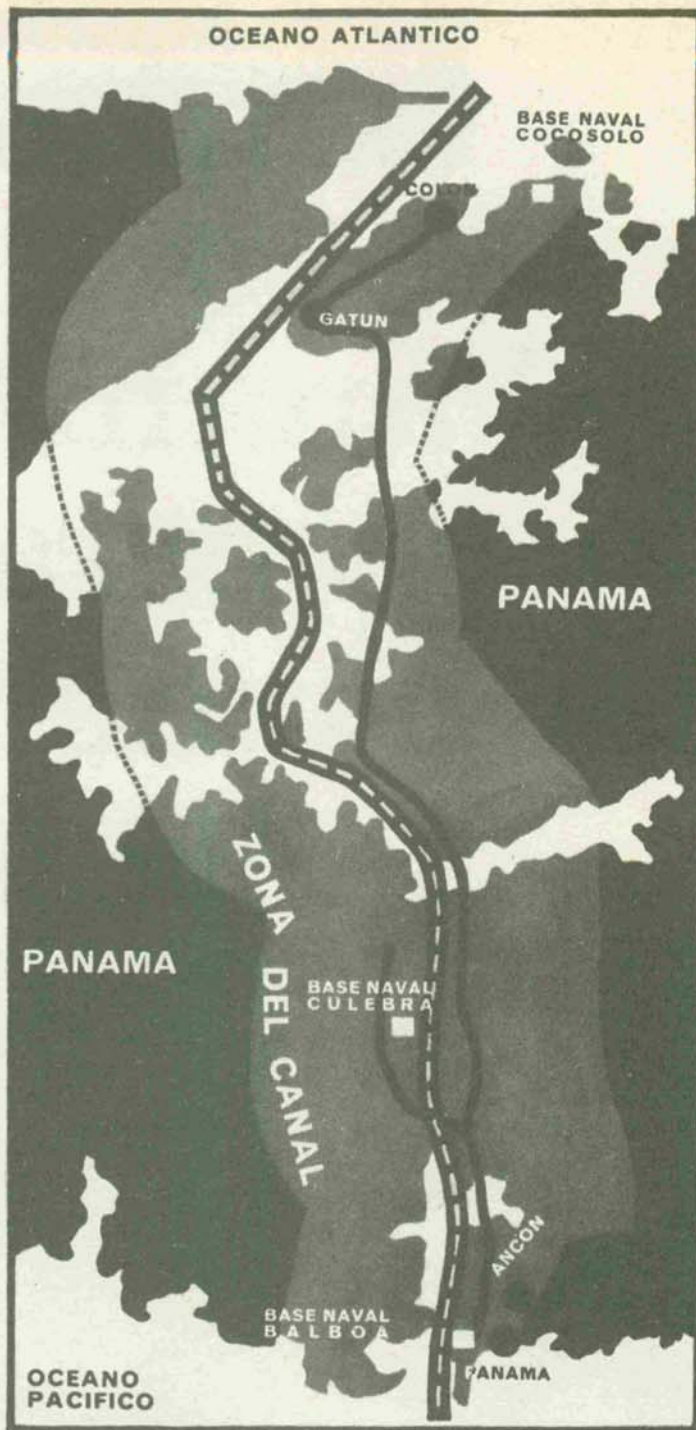 OCEANO ATLANTICO
BASE NAVAL
COCOSOLO
COLON
GATUN
PANAMA
ZONA DEL CANAL
PANAMA
BASE NAVAL
CULEBRA
ANCON
BASE NAVAL
BALBOA
PANAMA
OCEANO
PACIFICO